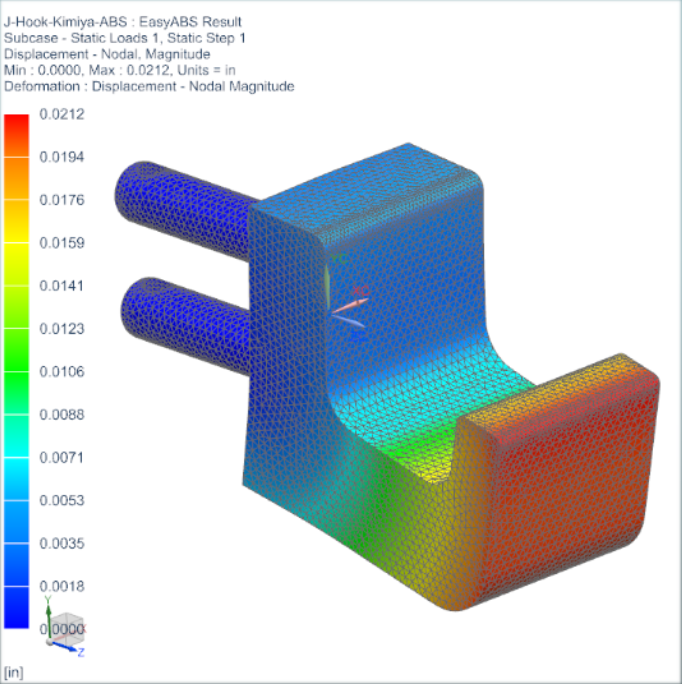 J-Hook-Kimiya-ABS : EasyABS Result
Subcase - Static Loads 1, Static Step 1
Displacement - Nodal, Magnitude
Min : 0.0000, Max : 0.0212, Units = in
Deformation : Displacement - Nodal Magnitude
0.0212
0.0194
0.0176
0.0159
0.0141
0.0123
0.0106
0.0088
0.0071
0.0053
0.0035
0.0018
0.0000
[in]
YC
XC
Y
Z